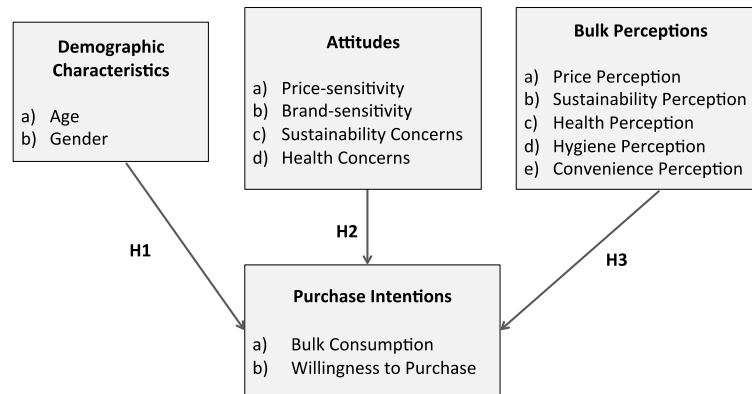 Demographic
Characteristics
a) Age
b) Gender
Attitudes
a) Price-sensitivity
b) Brand-sensitivity
c) Sustainability Concerns
d) Health Concerns
Bulk Perceptions
a) Price Perception
b) Sustainability Perception
c) Health Perception
d) Hygiene Perception
e) Convenience Perception
H1
H2
H3
Purchase Intentions
a) Bulk Consumption
b) Willingness to Purchase